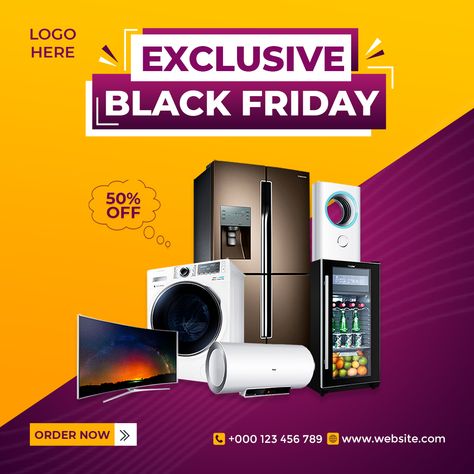 LOGO
HERE
EXCLUSIVE
BLACK FRIDAY
50%
OFF
ORDER NOW
+000 123 456 789
www.website.com